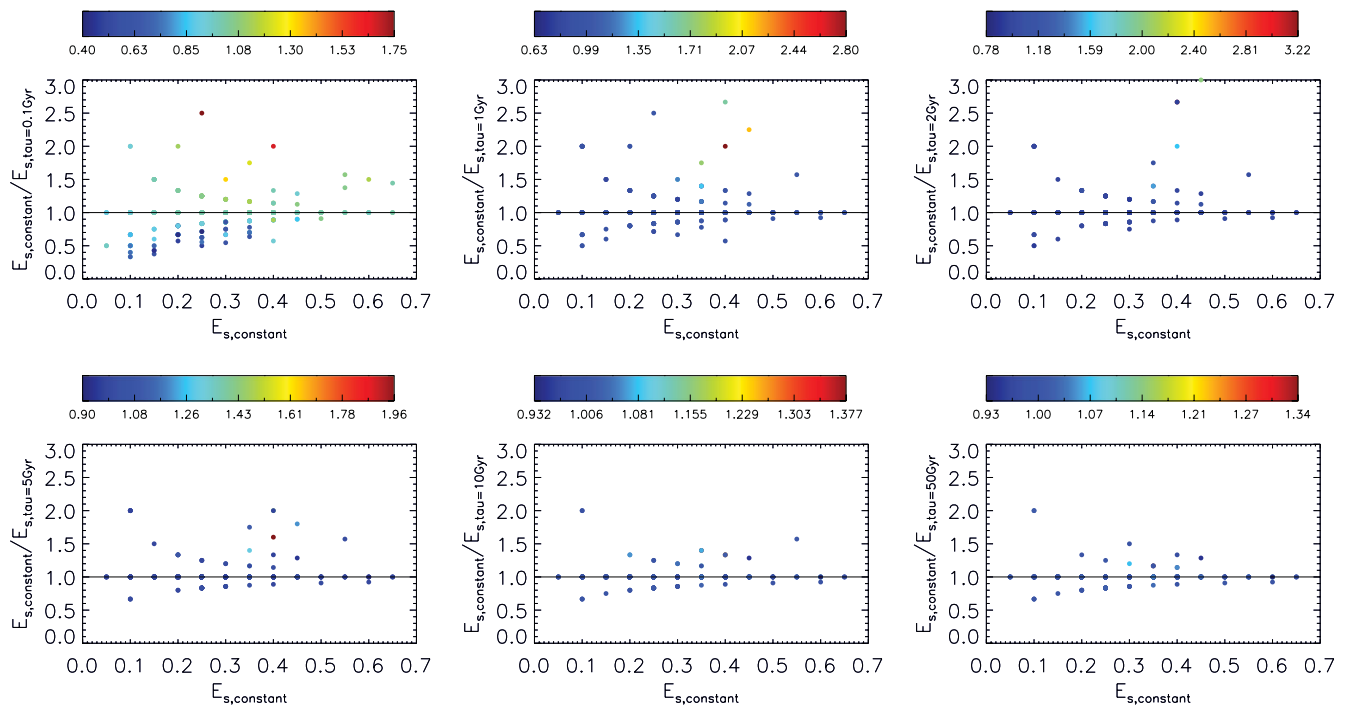 0.40 0.63 0.85 1.08 1.30 1.53 1.75
0.63 0.99 1.35 1.71 2.07 2.44 2.80
0.78 1.18 1.59 2.00 2.40 2.81 3.22
E_s,constant/E_s,tau=0.1Gyr
3.0
2.5
2.0
1.5
1.0
0.5
0.0
0.0 0.1 0.2 0.3 0.4 0.5 0.6 0.7
E_s,constant
E_s,constant/E_s,tau=1Gyr
3.0
2.5
2.0
1.5
1.0
0.5
0.0
0.0 0.1 0.2 0.3 0.4 0.5 0.6 0.7
E_s,constant
E_s,constant/E_s,tau=2Gyr
3.0
2.5
2.0
1.5
1.0
0.5
0.0
0.0 0.1 0.2 0.3 0.4 0.5 0.6 0.7
E_s,constant
0.90 1.08 1.26 1.43 1.61 1.78 1.96
0.932 1.006 1.081 1.155 1.229 1.303 1.377
0.93 1.00 1.07 1.14 1.21 1.27 1.34
E_s,constant/E_s,tau=5Gyr
3.0
2.5
2.0
1.5
1.0
0.5
0.0
0.0 0.1 0.2 0.3 0.4 0.5 0.6 0.7
E_s,constant
E_s,constant/E_s,tau=10Gyr
3.0
2.5
2.0
1.5
1.0
0.5
0.0
0.0 0.1 0.2 0.3 0.4 0.5 0.6 0.7
E_s,constant
E_s,constant/E_s,tau=50Gyr
3.0
2.5
2.0
1.5
1.0
0.5
0.0
0.0 0.1 0.2 0.3 0.4 0.5 0.6 0.7
E_s,constant